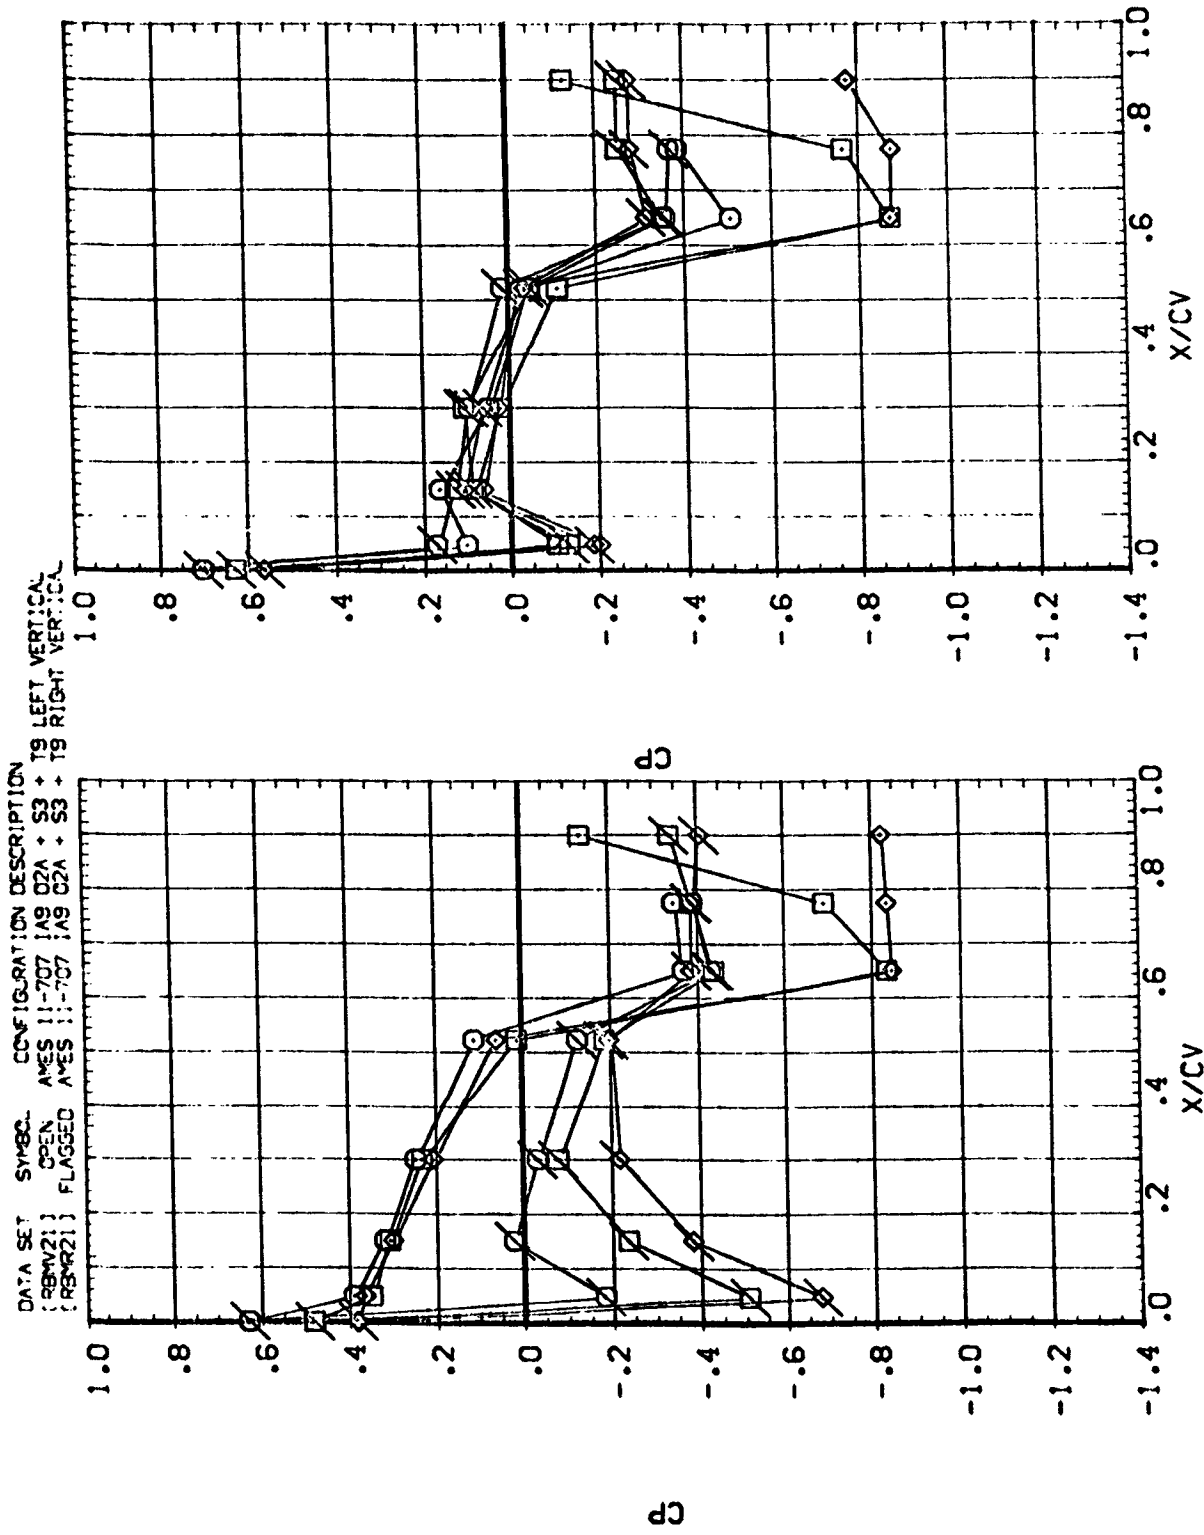 DATA SET SYMBOL CONFIGURATION DESCRIPTION
[RBMV21] OPEN AMES 11-707 IA9 O2A + S3 + T9 LEFT VERTICAL
[RBMR21] FLAGGED AMES 11-707 IA9 O2A + S3 + T9 RIGHT VERTICAL
CP
1.0
.8
.6
.4
.2
.0
-.2
-.4
-.6
-.8
-1.0
-1.2
-1.4
.0 .2 .4 .6 .8 1.0
X/CV
CP
1.0
.8
.6
.4
.2
.0
-.2
-.4
-.6
-.8
-1.0
-1.2
-1.4
.0 .2 .4 .6 .8 1.0
X/CV